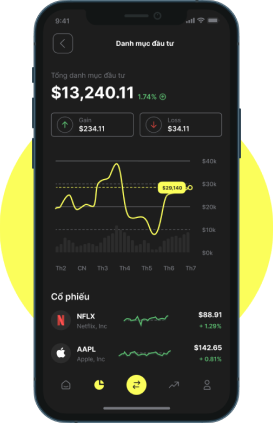 9:41
Danh mục đầu tư
Tổng danh mục đầu tư
$13,240.11 1.74%
Gain
$234.11
Loss
$34.11
$40k
$30k
$29,140
$20k
$10k
$0k
Th2 CN Th3 Th4 Th5 Th6 Th7
Cổ phiếu
NFLX
Netflix, Inc
$88.91
+ 1.29%
AAPL
Apple, Inc
$142.65
+ 0.81%